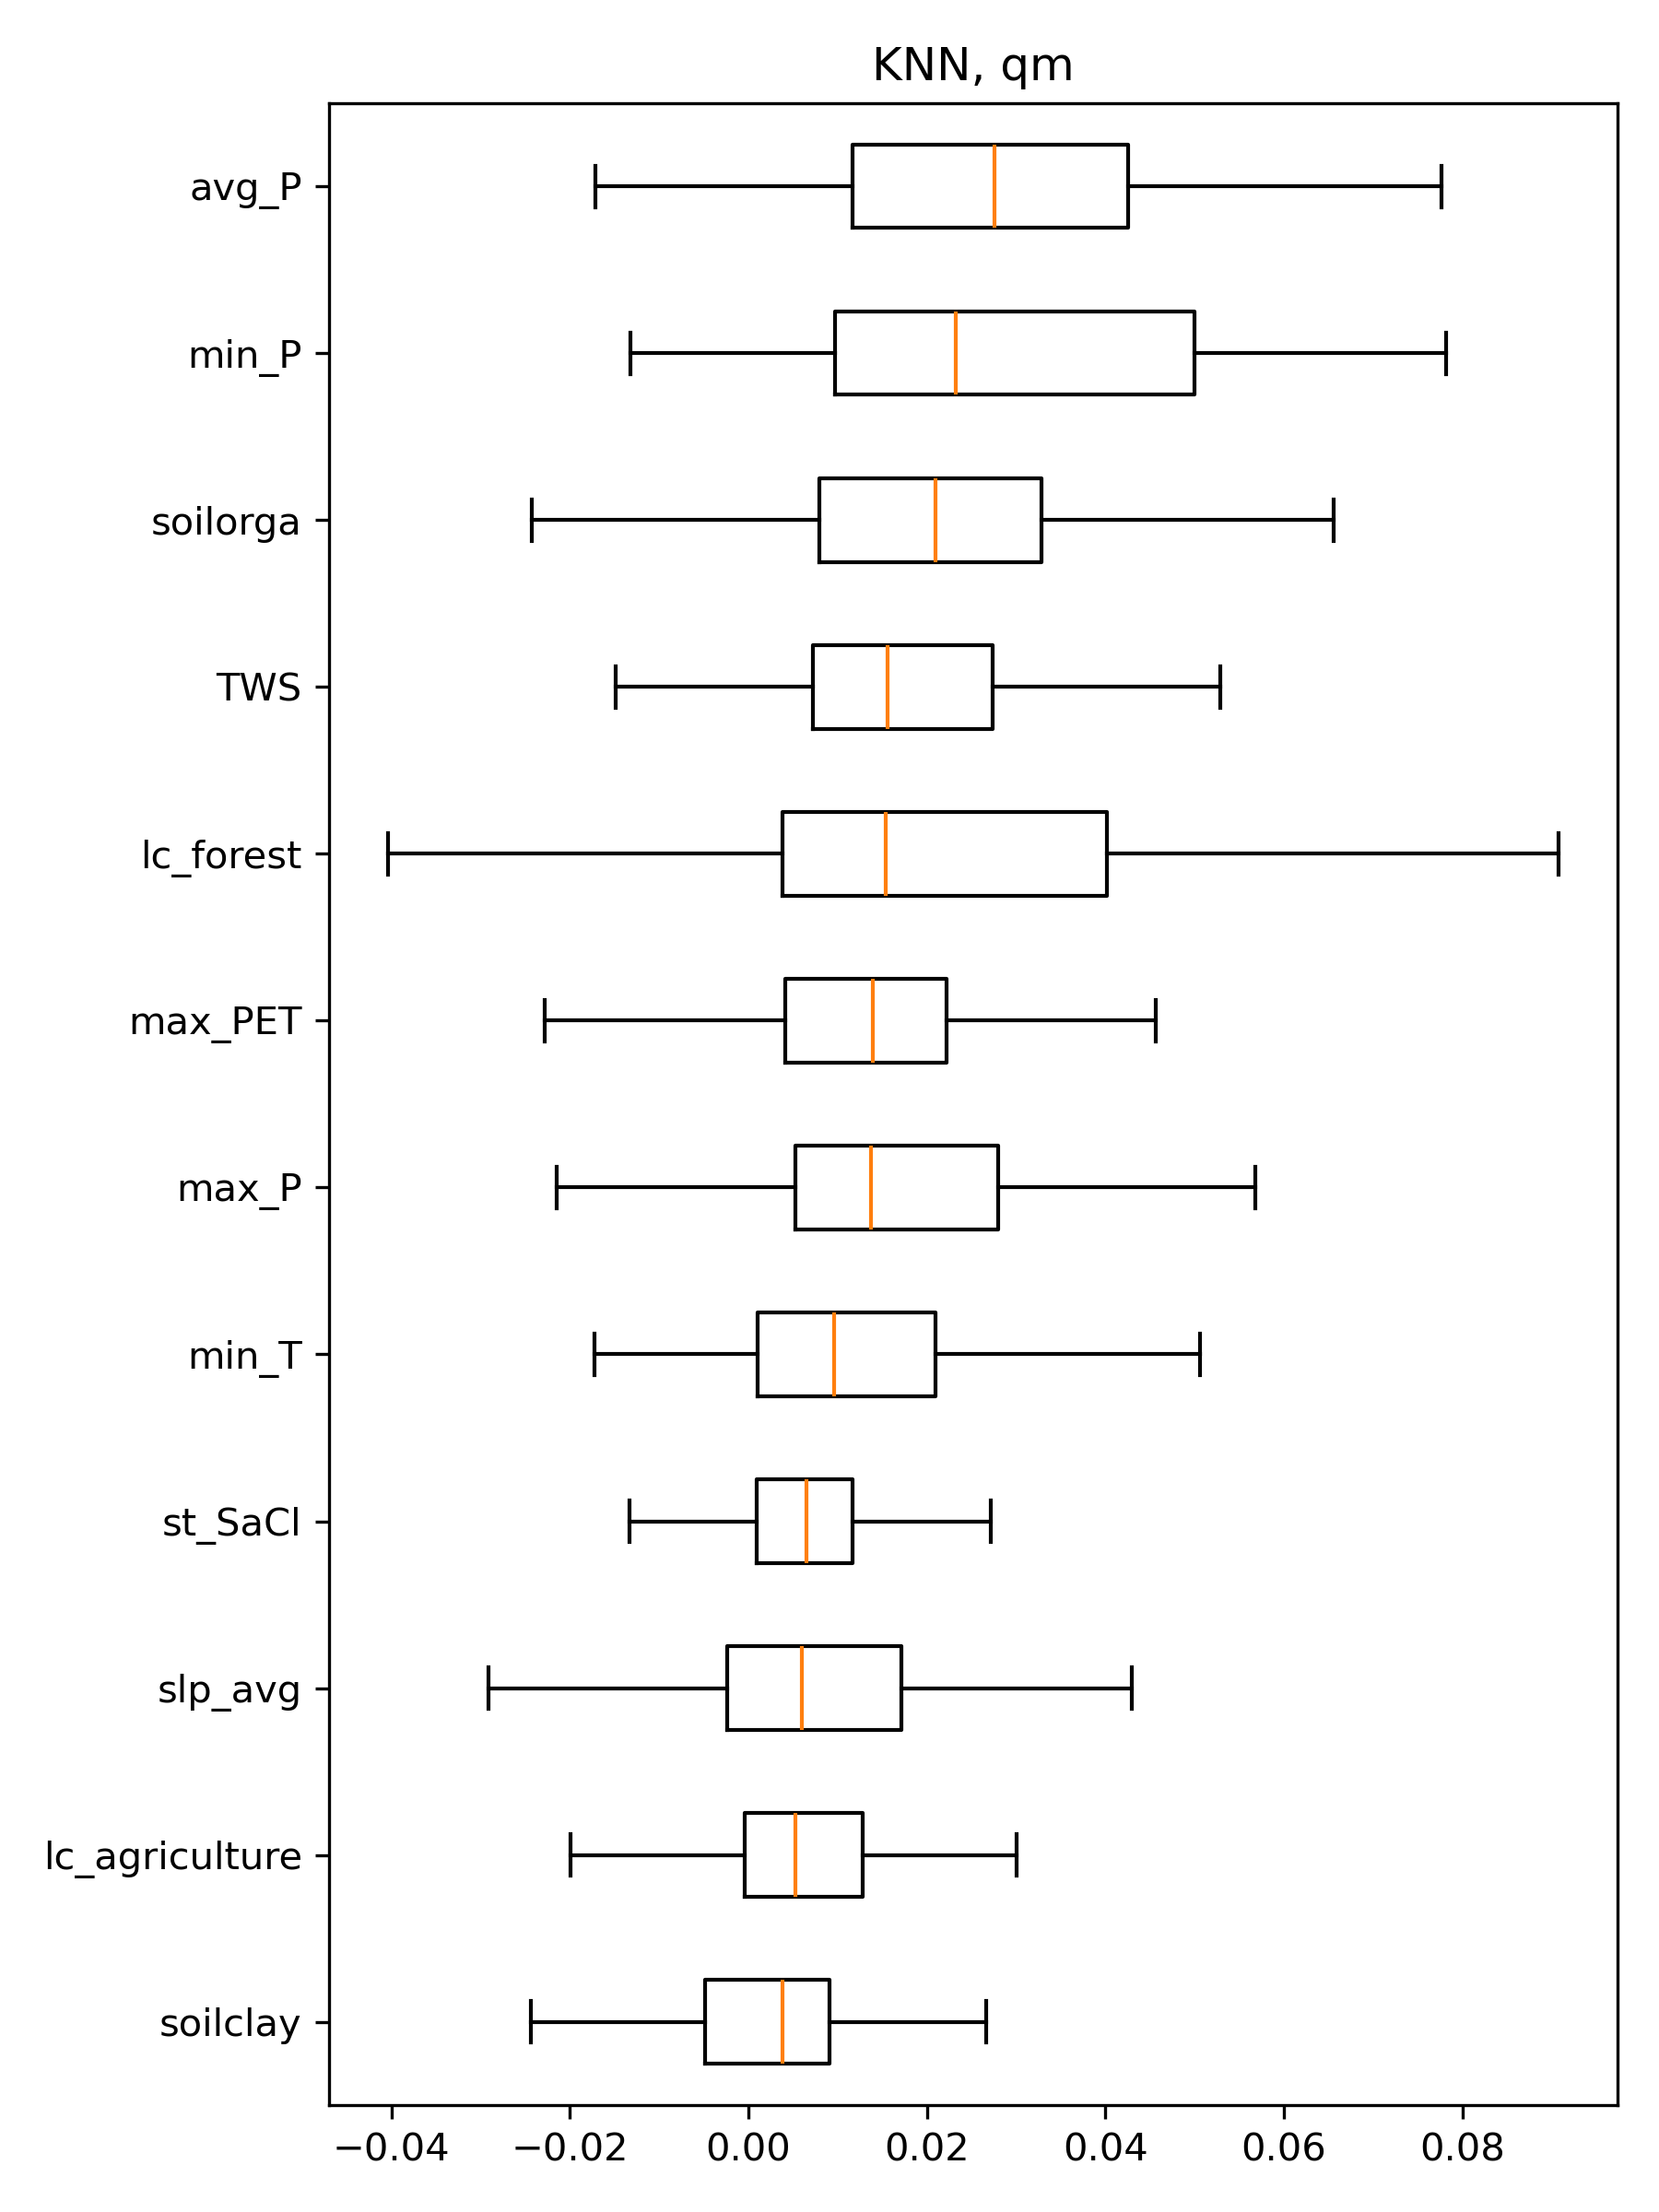 KNN, qm
avg_P
min_P
soilorga
TWS
lc_forest
max_PET
max_P
min_T
st_SaCl
slp_avg
lc_agriculture
soilclay
−0.04 −0.02 0.00 0.02 0.04 0.06 0.08